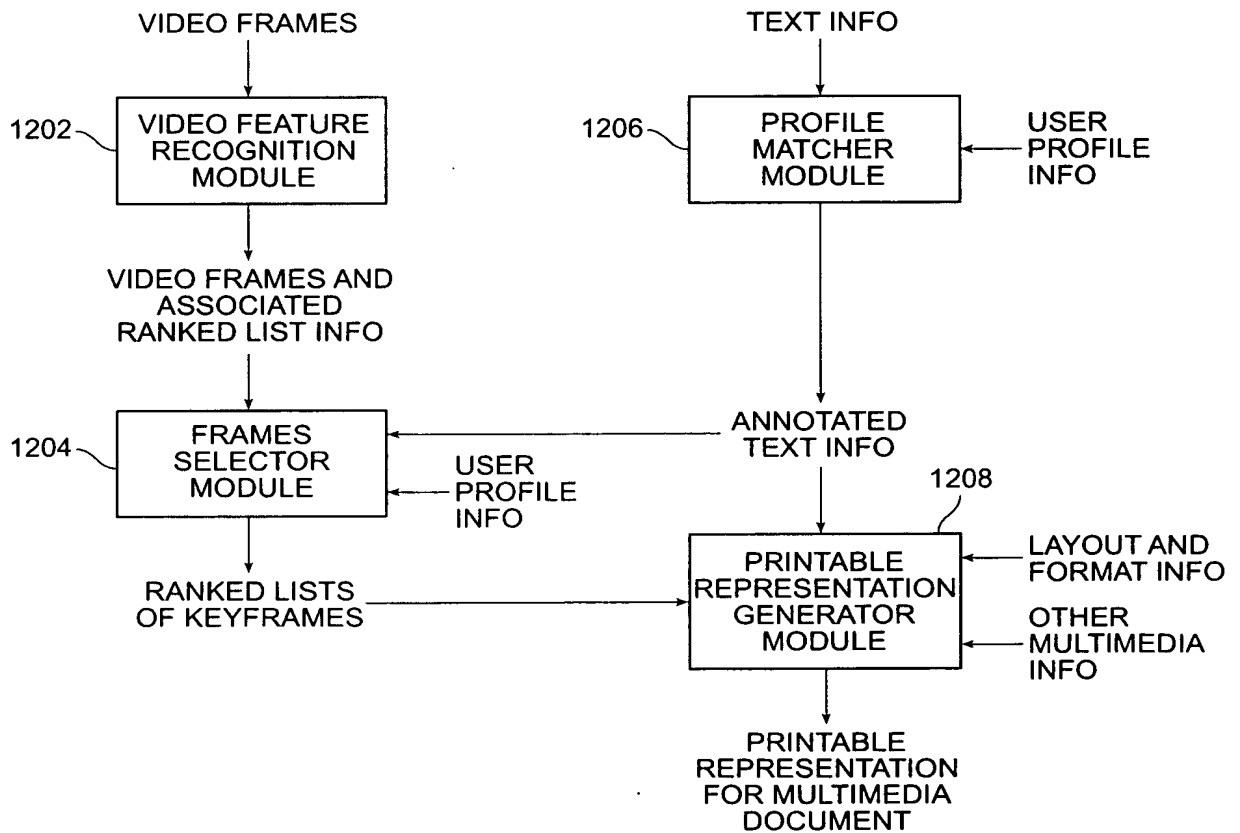 VIDEO FRAMES
TEXT INFO
1202
VIDEO FEATURE
RECOGNITION
MODULE
1206
PROFILE
MATCHER
MODULE
USER
PROFILE
INFO
VIDEO FRAMES AND
ASSOCIATED
RANKED LIST INFO
1204
FRAMES
SELECTOR
MODULE
ANNOTATED
TEXT INFO
USER
PROFILE
INFO
1208
RANKED LISTS
OF KEYFRAMES
PRINTABLE
REPRESENTATION
GENERATOR
MODULE
LAYOUT AND
FORMAT INFO
OTHER
MULTIMEDIA
INFO
PRINTABLE
REPRESENTATION
FOR MULTIMEDIA
DOCUMENT